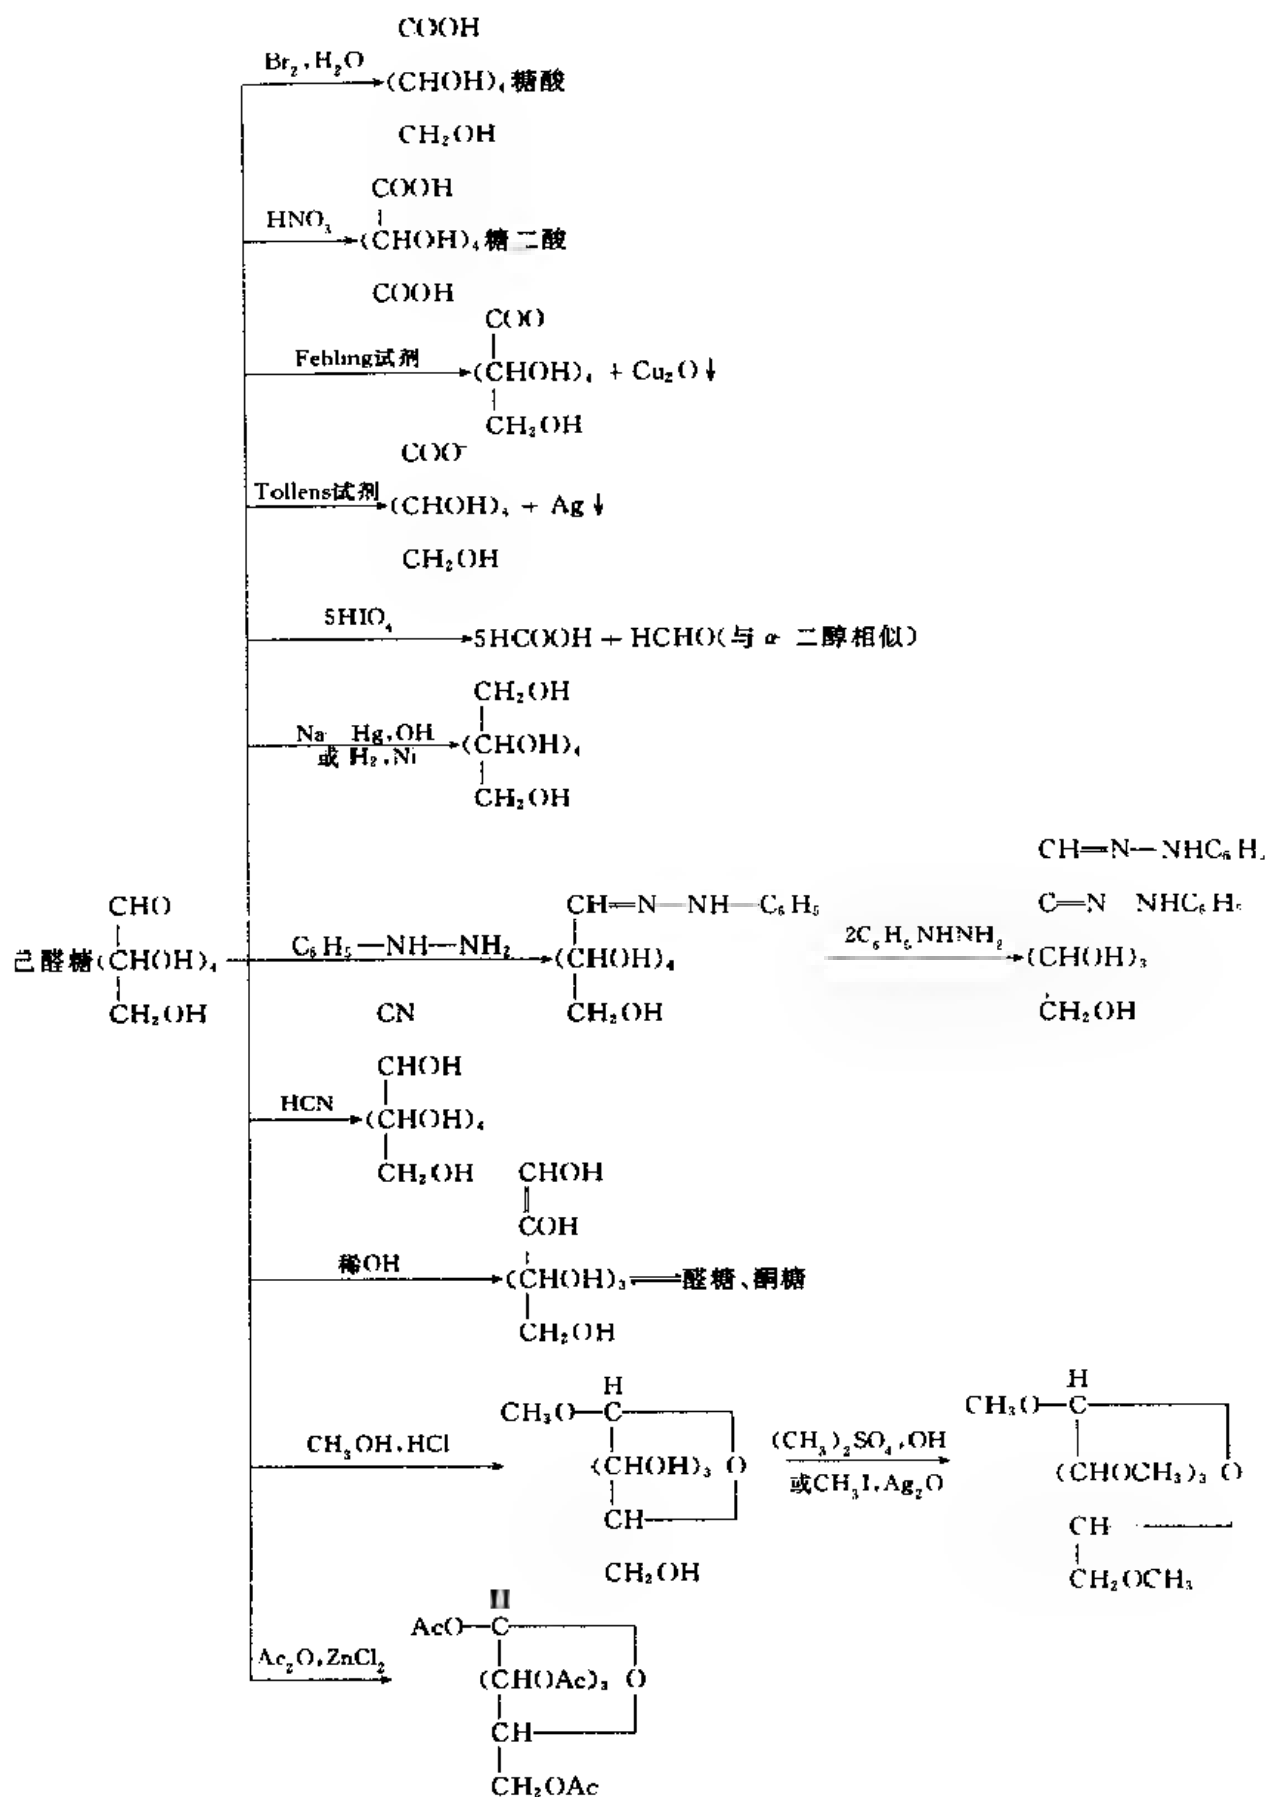 COOH
Br₂,H₂O
(CHOH)₄糖酸
CH₂OH
COOH
HNO₃
(CHOH)₄糖二酸
COOH
COO
Fehling试剂
(CHOH)₄ + Cu₂O↓
CH₂OH
COO⁻
Tollens试剂
(CHOH)₄ + Ag↓
CH₂OH
5HIO₄
5HCOOH + HCHO(与 α 二醇相似)
CH₂OH
Na Hg,OH
或 H₂,Ni
(CHOH)₄
CH₂OH
CH=N—NHC₆H₅
CHO
CH=N—NH—C₆H₅
C=N NHC₆H₅
己醛糖(CHOH)₄
C₆H₅—NH—NH₂
(CHOH)₄
2C₆H₅NHNH₂
(CHOH)₃
CH₂OH
CH₂OH
CH₂OH
CN
CHOH
HCN
(CHOH)₄
CH₂OH
CHOH
COH
稀OH
(CHOH)₃
醛糖、酮糖
CH₂OH
H
H
CH₃O—C
CH₃O—C
CH₃OH,HCl
(CHOH)₃ O
(CH₃)₂SO₄,OH
或CH₃I,Ag₂O
(CHOCH₃)₃ O
CH
CH
CH₂OH
CH₂OCH₃
H
AcO—C
Ac₂O,ZnCl₂
(CHOAc)₃ O
CH
CH₂OAc